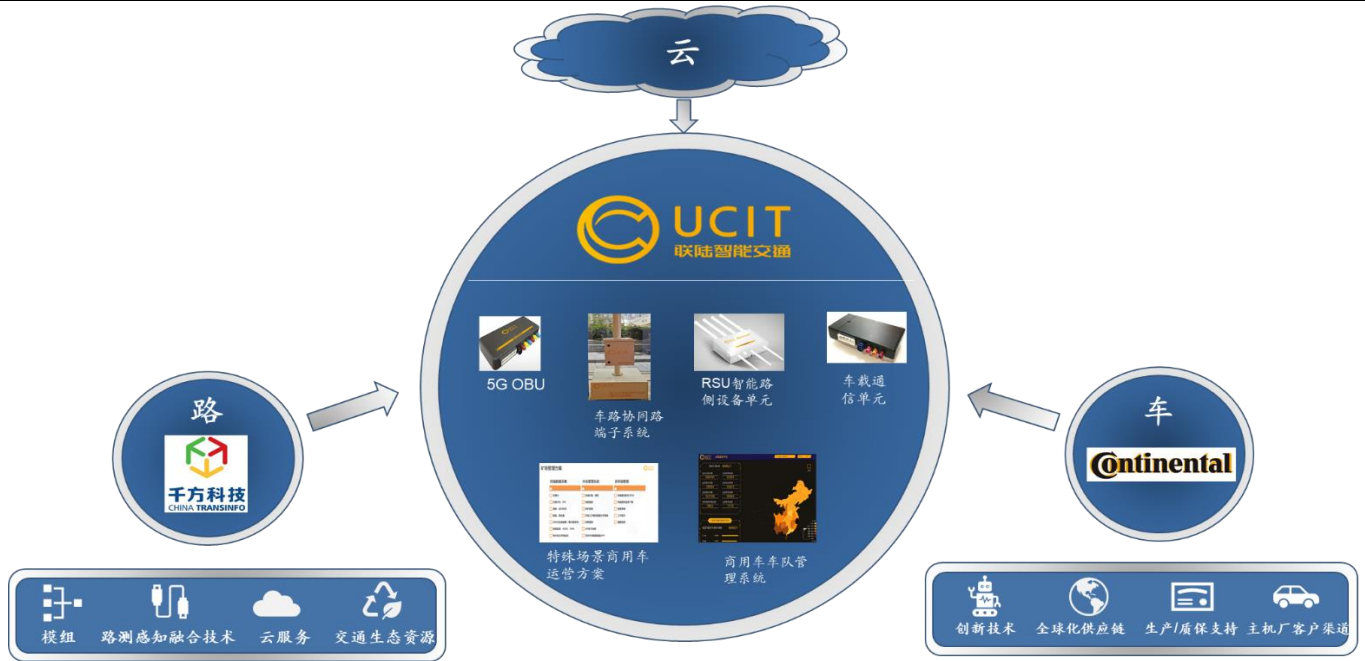 云
UCIT
联陆智能交通
5G OBU
车路协同路
端子系统
RSU智能路
侧设备单元
车载通
信单元
特殊场景商用车
运营方案
商用车车队管
理系统
路
千方科技
CHINA TRANSINFO
模组
路测感知融合技术
云服务
交通生态资源
车
Continental
创新技术
全球化供应链
生产/质保支持
主机厂客户渠道